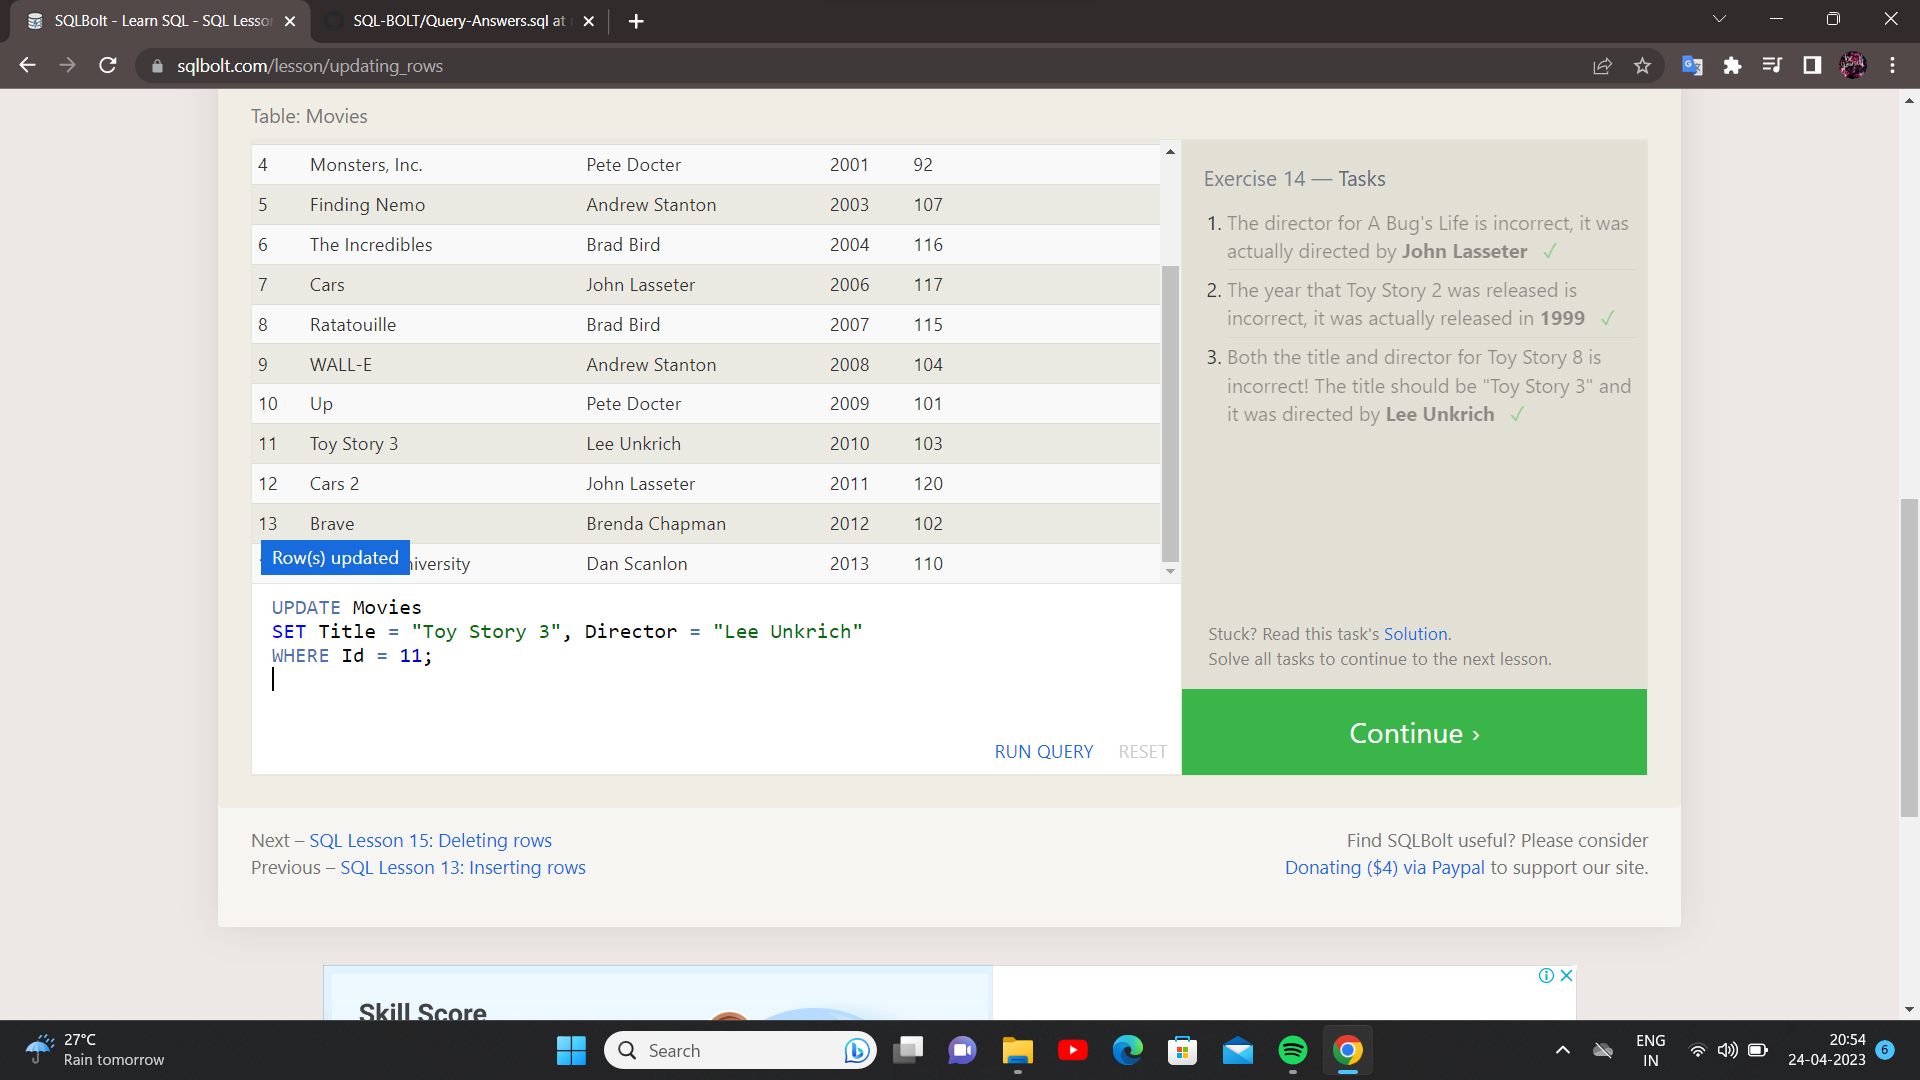 SQLBolt - Learn SQL - SQL Lesson
SQL-BOLT/Query-Answers.sql at
sqlbolt.com/lesson/updating_rows
Table: Movies
4 Monsters, Inc. Pete Docter 2001 92
5 Finding Nemo Andrew Stanton 2003 107
6 The Incredibles Brad Bird 2004 116
7 Cars John Lasseter 2006 117
8 Ratatouille Brad Bird 2007 115
9 WALL-E Andrew Stanton 2008 104
10 Up Pete Docter 2009 101
11 Toy Story 3 Lee Unkrich 2010 103
12 Cars 2 John Lasseter 2011 120
13 Brave Brenda Chapman 2012 102
iversity Dan Scanlon 2013 110
Row(s) updated
UPDATE Movies
SET Title = "Toy Story 3", Director = "Lee Unkrich"
WHERE Id = 11;
RUN QUERY RESET
Exercise 14 — Tasks
1. The director for A Bug's Life is incorrect, it was
actually directed by John Lasseter ✓
2. The year that Toy Story 2 was released is
incorrect, it was actually released in 1999 ✓
3. Both the title and director for Toy Story 8 is
incorrect! The title should be "Toy Story 3" and
it was directed by Lee Unkrich ✓
Stuck? Read this task's Solution.
Solve all tasks to continue to the next lesson.
Continue ›
Next – SQL Lesson 15: Deleting rows
Previous – SQL Lesson 13: Inserting rows
Find SQLBolt useful? Please consider
Donating ($4) via Paypal to support our site.
Skill Score
27°C
Rain tomorrow
Search
ENG
IN
20:54
24-04-2023
6